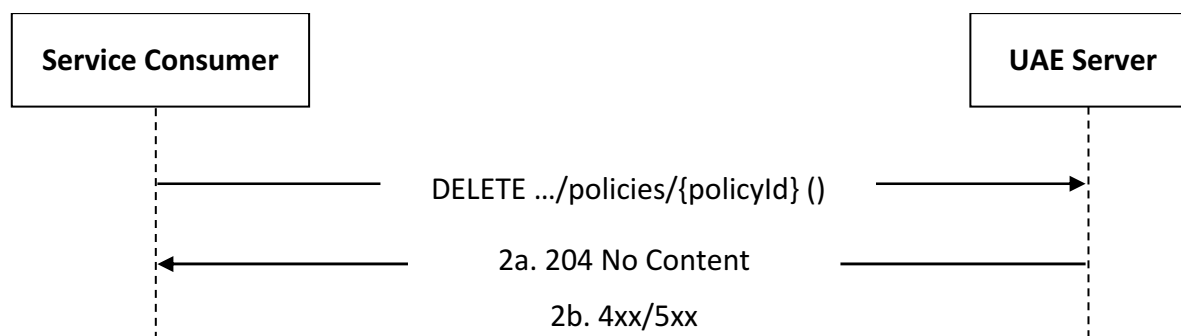 Service Consumer
UAE Server
DELETE .../policies/{policyId} ()
2a. 204 No Content
2b. 4xx/5xx